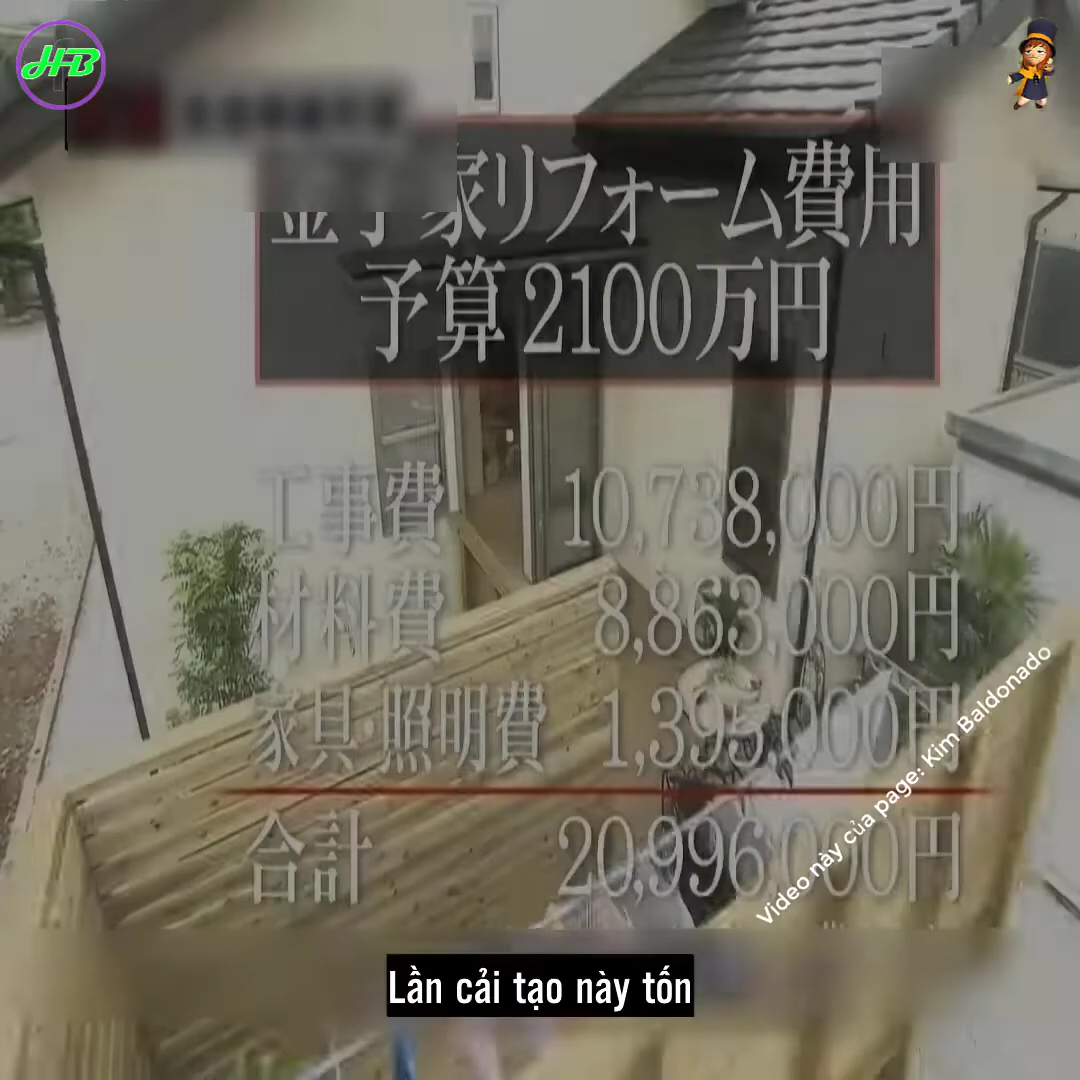 HB
金子家リフォーム費用
予算2100万円
工事費 10,738,000円
材料費 8,863,000円
家具 照明費 1,395,000円
合計 20,996,000円
Video này của page: Kim Baldonado
Lần cải tạo này tốn